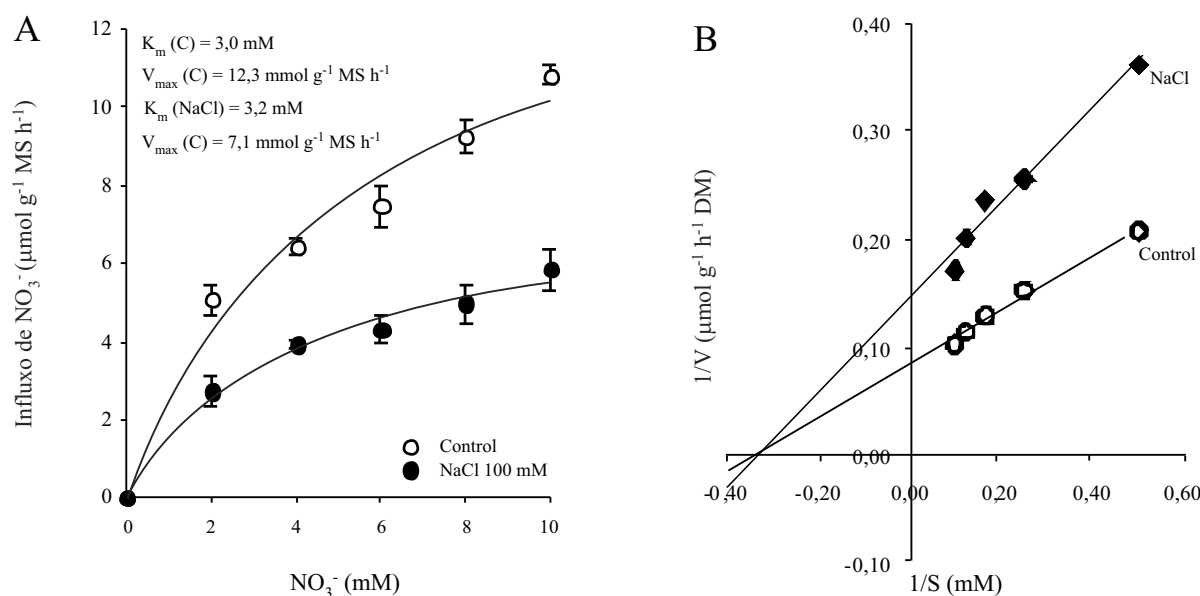 A
Influxo de NO₃⁻ (μmol g⁻¹ MS h⁻¹)
12
10
8
6
4
2
0
Kₘ (C) = 3,0 mM
Vₘₐₓ (C) = 12,3 mmol g⁻¹ MS h⁻¹
Kₘ (NaCl) = 3,2 mM
Vₘₐₓ (C) = 7,1 mmol g⁻¹ MS h⁻¹
Control
NaCl 100 mM
0 2 4 6 8 10
NO₃⁻ (mM)
B
1/V (μmol g⁻¹ h⁻¹ DM)
0,40
0,30
0,20
0,10
0,00
-0,10
NaCl
Control
-0,40 -0,20 0,00 0,20 0,40 0,60
1/S (mM)